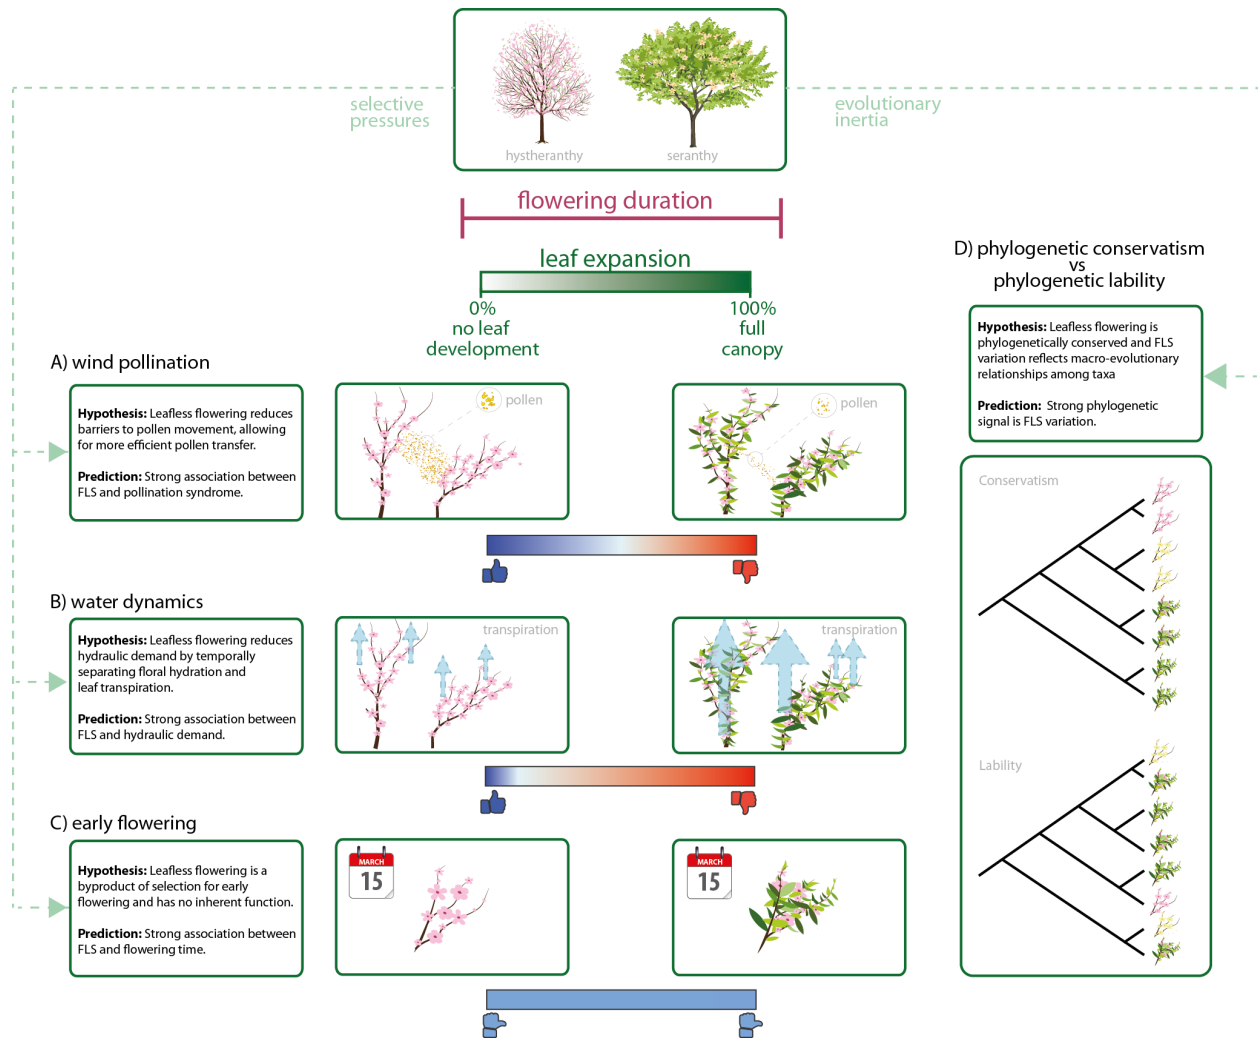 selective
pressures
hystheranthy
seranthy
evolutionary
inertia
flowering duration
leaf expansion
0%
no leaf
development
100%
full
canopy
A) wind pollination
Hypothesis: Leafless flowering reduces
barriers to pollen movement, allowing
for more efficient pollen transfer.
Prediction: Strong association between
FLS and pollination syndrome.
pollen
pollen
B) water dynamics
Hypothesis: Leafless flowering reduces
hydraulic demand by temporally
separating floral hydration and
leaf transpiration.
Prediction: Strong association between
FLS and hydraulic demand.
transpiration
transpiration
C) early flowering
Hypothesis: Leafless flowering is a
byproduct of selection for early
flowering and has no inherent function.
Prediction: Strong association between
FLS and flowering time.
MARCH
15
MARCH
15
D) phylogenetic conservatism
vs
phylogenetic lability
Hypothesis: Leafless flowering is
phylogenetically conserved and FLS
variation reflects macro-evolutionary
relationships among taxa
Prediction: Strong phylogenetic
signal is FLS variation.
Conservatism
Lability